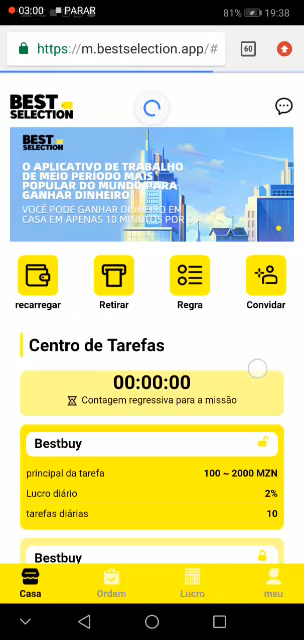 03:00 PARAR 81% 19:38
https://m.bestselection.app/# 60
BEST
SELECTION
BEST
SELECTION
O APLICATIVO DE TRABALHO
DE MEIO PERÍODO MAIS
POPULAR DO MUNDO PARA
GANHAR DINHEIRO
VOCÊ PODE GANHAR DINHEIRO EM
CASA EM APENAS 10 MINUTOS POR
recarregar Retirar Regra Convidar
Centro de Tarefas
00:00:00
Contagem regressiva para a missão
Bestbuy
principal da tarefa 100 ~ 2000 MZN
Lucro diário 2%
tarefas diárias 10
Bestbuy
Casa Ordem Lucro meu